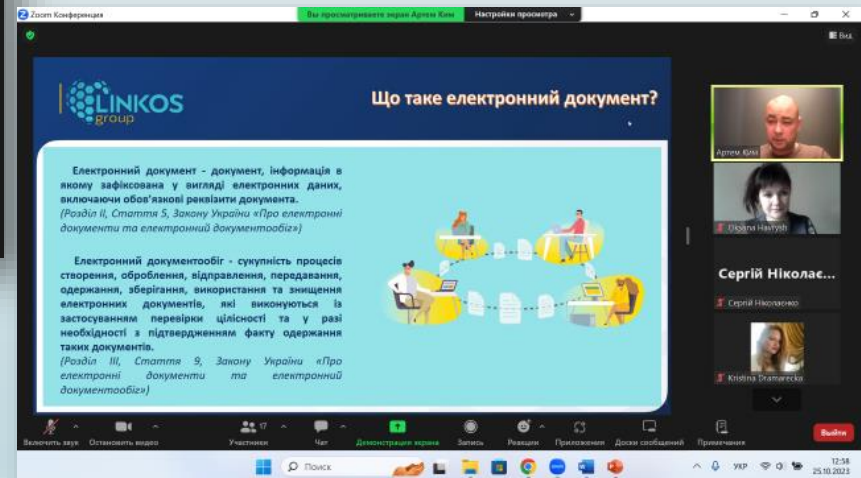 Zoom Конференция
Вы просматриваете экран Артем Ким
Настройки просмотра
Вид
LINKOS
group
Що таке електронний документ?
Електронний документ - документ, інформація в
якому зафіксована у вигляді електронних даних,
включаючи обов'язкові реквізити документа.
(Розділ II, Стаття 5, Закону України «Про електронні
документи та електронний документообіг»)
Електронний документообіг - сукупність процесів
створення, оброблення, відправлення, передавання,
одержання, зберігання, використання та знищення
електронних документів, які виконуються із
застосуванням перевірки цілісності та у разі
необхідності з підтвердженням факту одержання
таких документів.
(Розділ III, Стаття 9, Закону України «Про
електронні документи та електронний
документообіг»)
Артем Ким
Oksana Havrysh
Сергій Ніколає...
Сергій Ніколаєнко
Kristina Dramarecka
Включить звук
Остановить видео
Участники
17
Чат
Демонстрация экрана
Запись
Реакции
Приложения
Доски сообщений
Примечания
Выйти
Поиск
УКР
12:58
25.10.2023